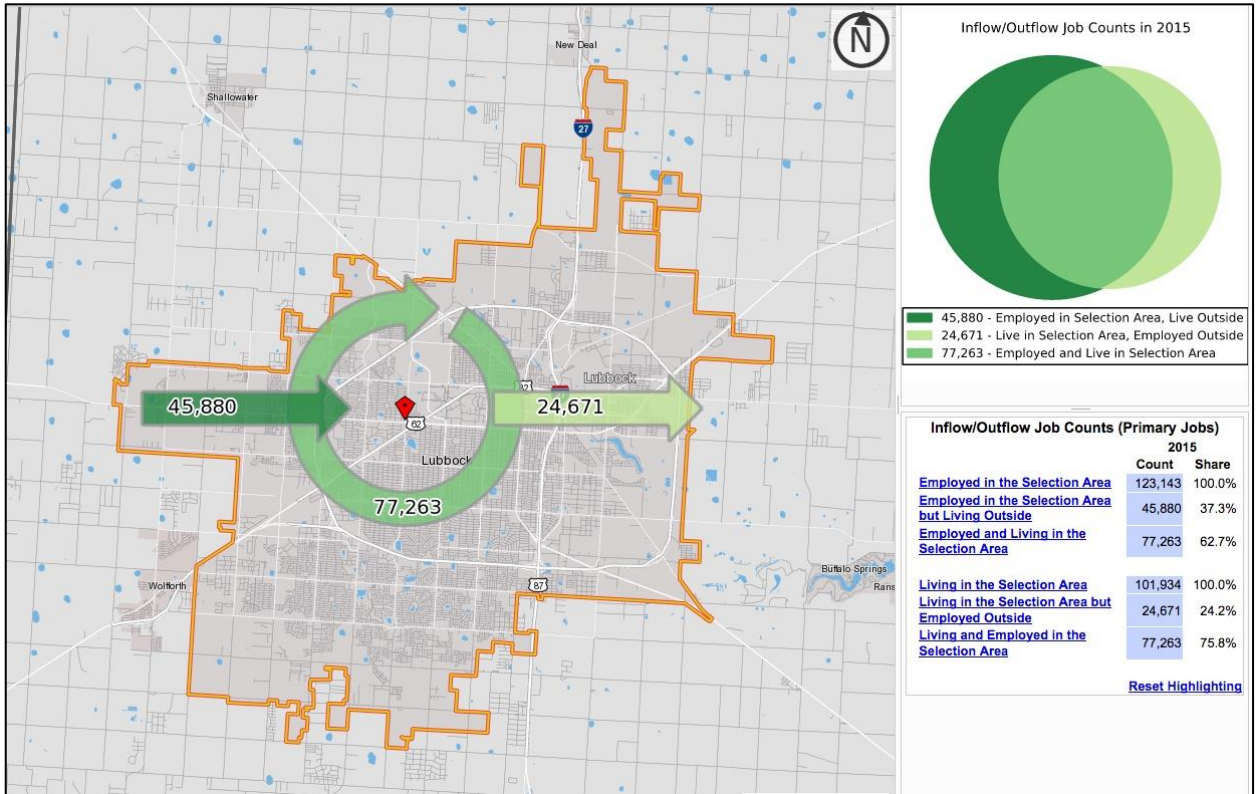 New Deal
N
Shallowater
27
Lubbock
62
62
45,880
24,671
Lubbock
77,263
Wolfforth
87
Buffalo Springs
Rans
Inflow/Outflow Job Counts in 2015
45,880 - Employed in Selection Area, Live Outside
24,671 - Live in Selection Area, Employed Outside
77,263 - Employed and Live in Selection Area
Inflow/Outflow Job Counts (Primary Jobs)
2015
Count Share
Employed in the Selection Area 123,143 100.0%
Employed in the Selection Area
but Living Outside 45,880 37.3%
Employed and Living in the
Selection Area 77,263 62.7%
Living in the Selection Area 101,934 100.0%
Living in the Selection Area but
Employed Outside 24,671 24.2%
Living and Employed in the
Selection Area 77,263 75.8%
Reset Highlighting